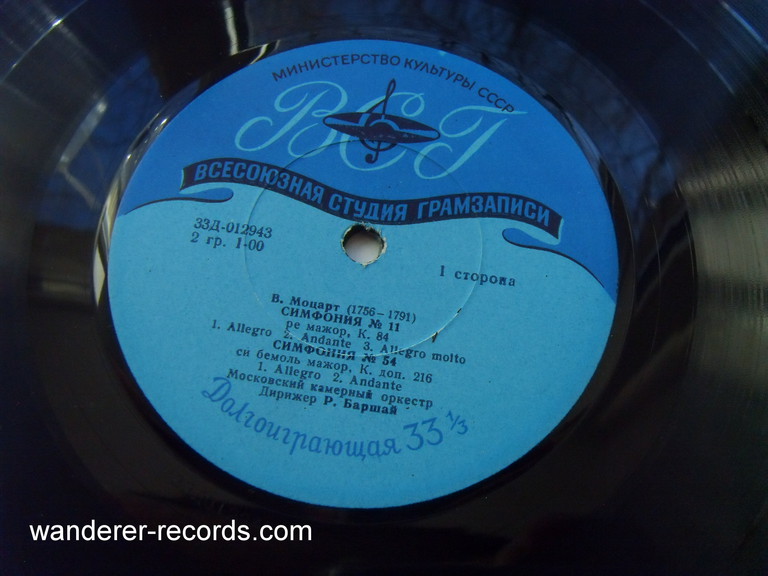 МИНИСТЕРСТВО КУЛЬТУРЫ СССР
ВСГ
ВСЕСОЮЗНАЯ СТУДИЯ ГРАМЗАПИСИ
33Д-012943
2 гр. 1-00
I сторона
В. Моцарт (1756–1791)
СИМФОНИЯ № 11
ре мажор, К. 84
1. Allegro 2. Andante 3. Allegro molto
СИМФОНИЯ № 54
си бемоль мажор, К. доп. 216
1. Allegro 2. Andante
Московский камерный оркестр
Дирижер Р. Баршай
Долгоиграющая 33 1/3
wanderer-records.com